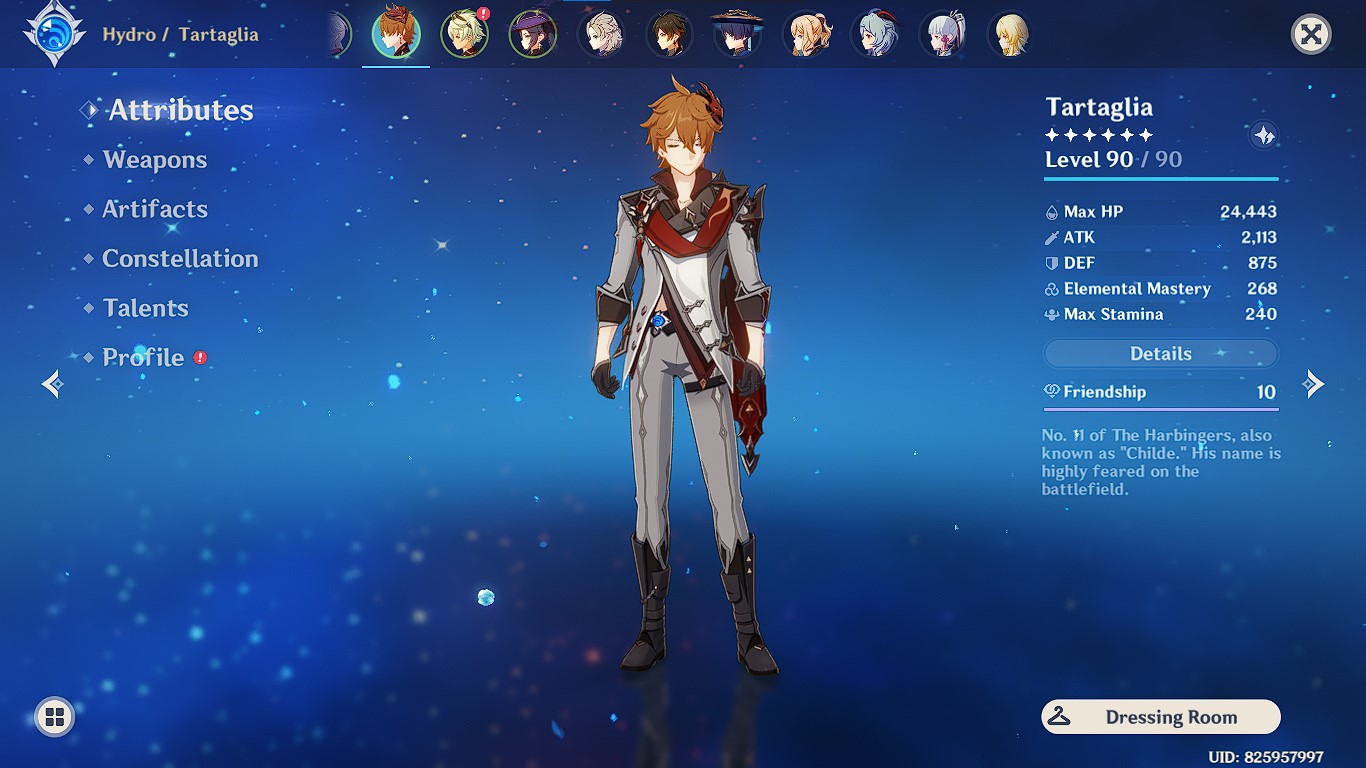 Hydro / Tartaglia
Attributes
Weapons
Artifacts
Constellation
Talents
Profile
Tartaglia
Level 90 / 90
Max HP 24,443
ATK 2,113
DEF 875
Elemental Mastery 268
Max Stamina 240
Details
Friendship 10
No. 11 of The Harbingers, also
known as "Childe." His name is
highly feared on the
battlefield.
Dressing Room
UID: 825957997